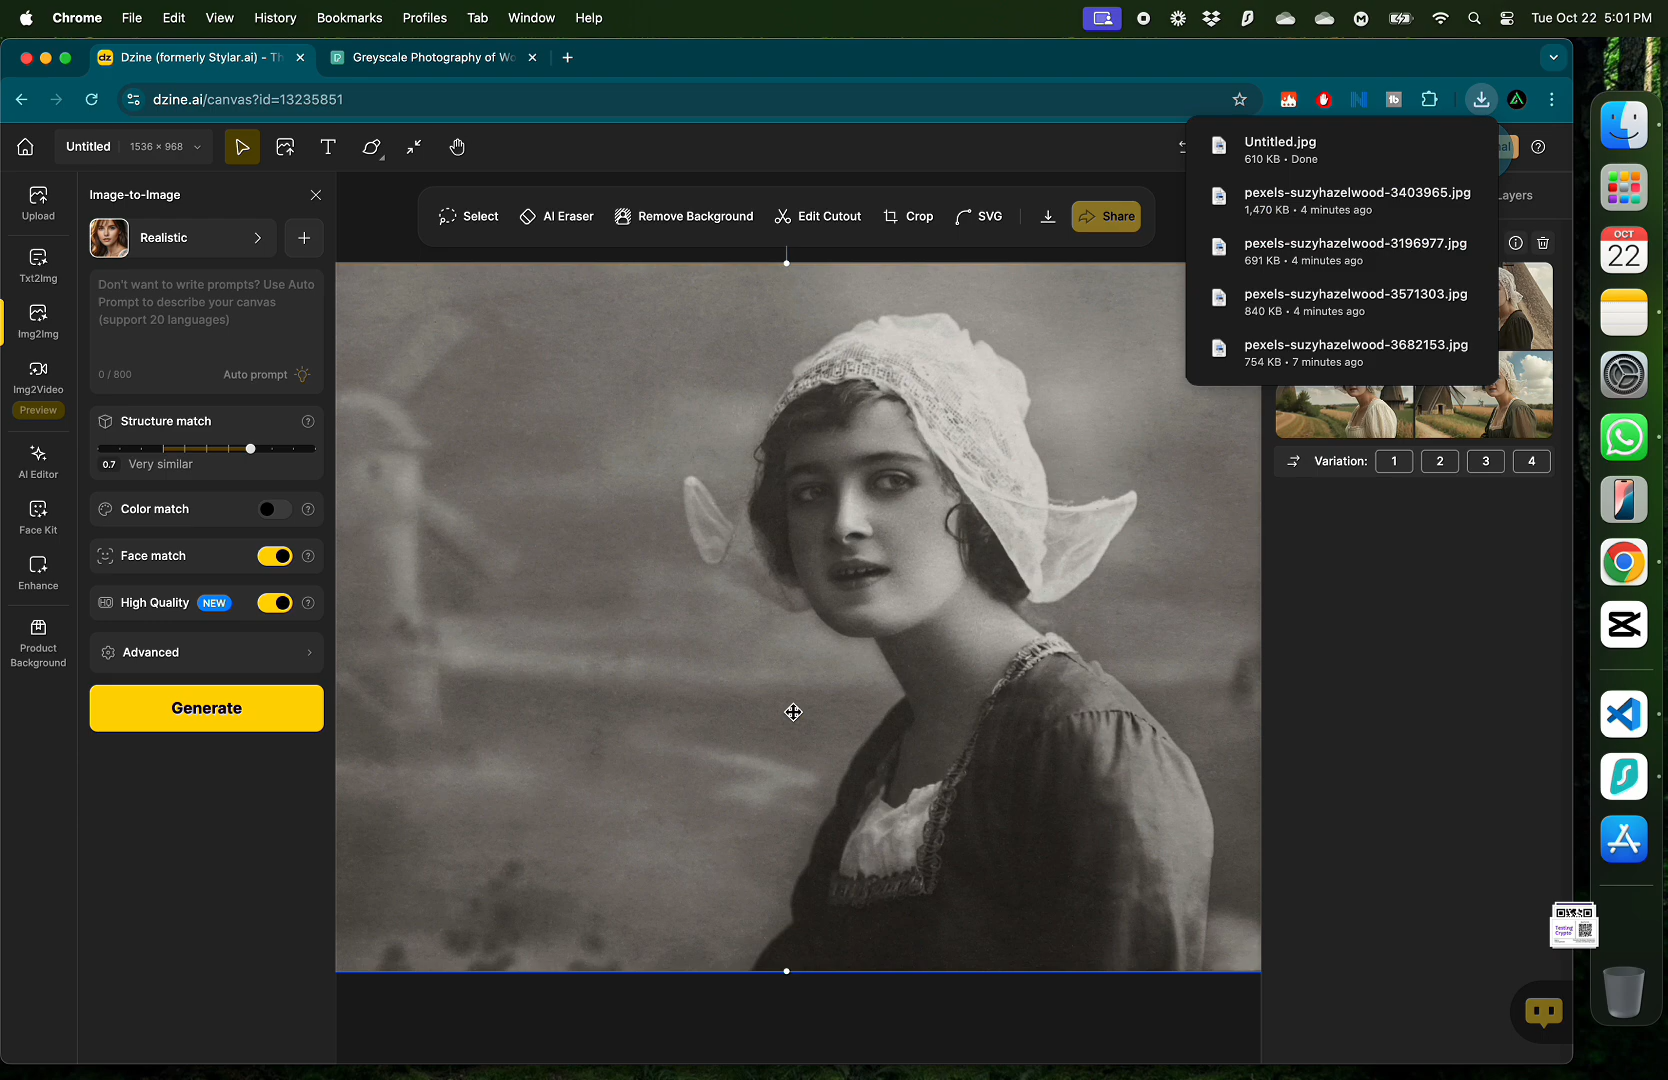 Chrome File Edit View History Bookmarks Profiles Tab Window Help
Tue Oct 22 5:01 PM
Dzine (formerly Stylar.ai) - Th
Greyscale Photography of Wo
dzine.ai/canvas?id=13235851
Untitled 1536 × 968
Image-to-Image
Realistic
Don't want to write prompts? Use Auto
Prompt to describe your canvas
(support 20 languages)
0 / 800 Auto prompt
Structure match
0.7 Very similar
Color match
Face match
High Quality NEW
Advanced
Generate
Upload
Txt2Img
Img2Img
Img2Video
Preview
AI Editor
Face Kit
Enhance
Product
Background
Select AI Eraser Remove Background Edit Cutout Crop SVG Share
Untitled.jpg
610 KB • Done
pexels-suzyhazelwood-3403965.jpg
1,470 KB • 4 minutes ago
pexels-suzyhazelwood-3196977.jpg
691 KB • 4 minutes ago
pexels-suzyhazelwood-3571303.jpg
840 KB • 4 minutes ago
pexels-suzyhazelwood-3682153.jpg
754 KB • 7 minutes ago
Layers
Variation: 1 2 3 4
OCT
22
Testing
Crypto